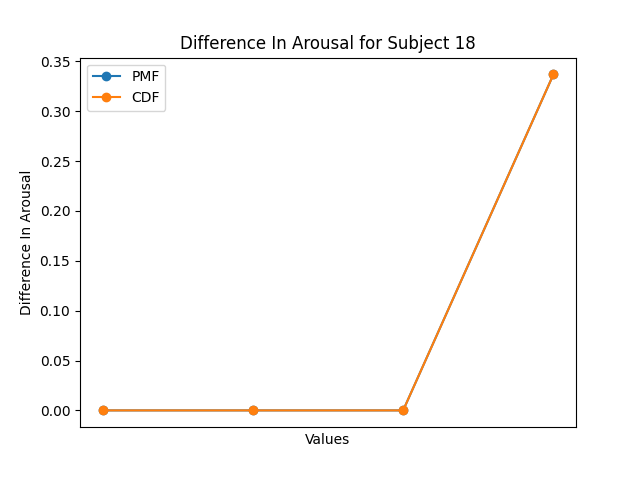 Difference In Arousal for Subject 18
PMF
CDF
0.35
0.30
0.25
0.20
0.15
0.10
0.05
0.00
Difference In Arousal
Values